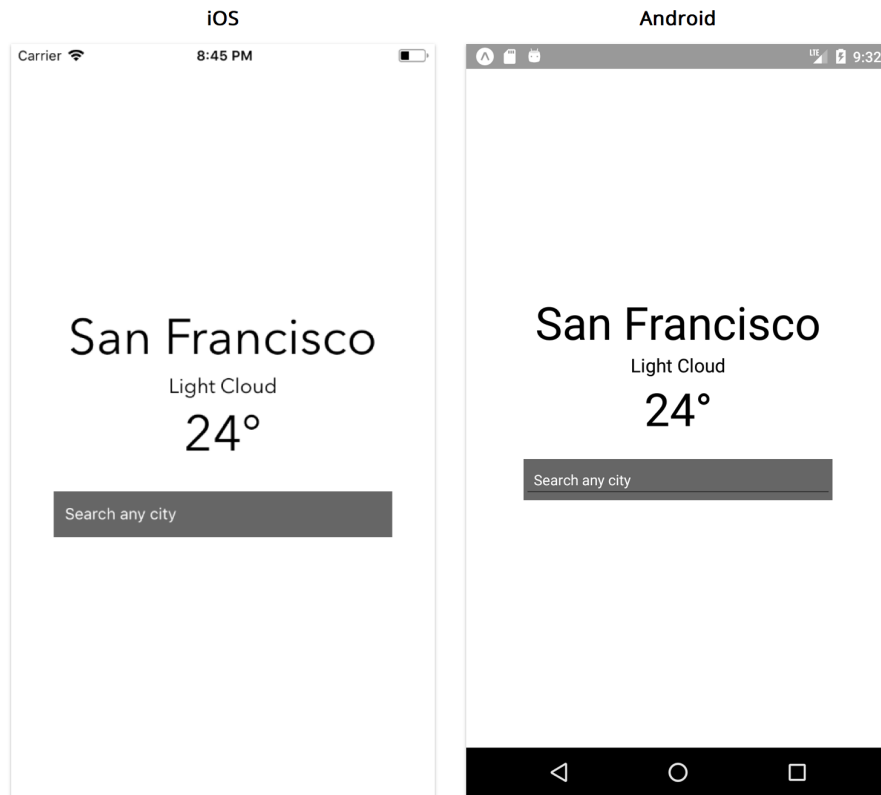 iOS
Carrier
8:45 PM
San Francisco
Light Cloud
24°
Search any city
Android
LTE
9:32
San Francisco
Light Cloud
24°
Search any city